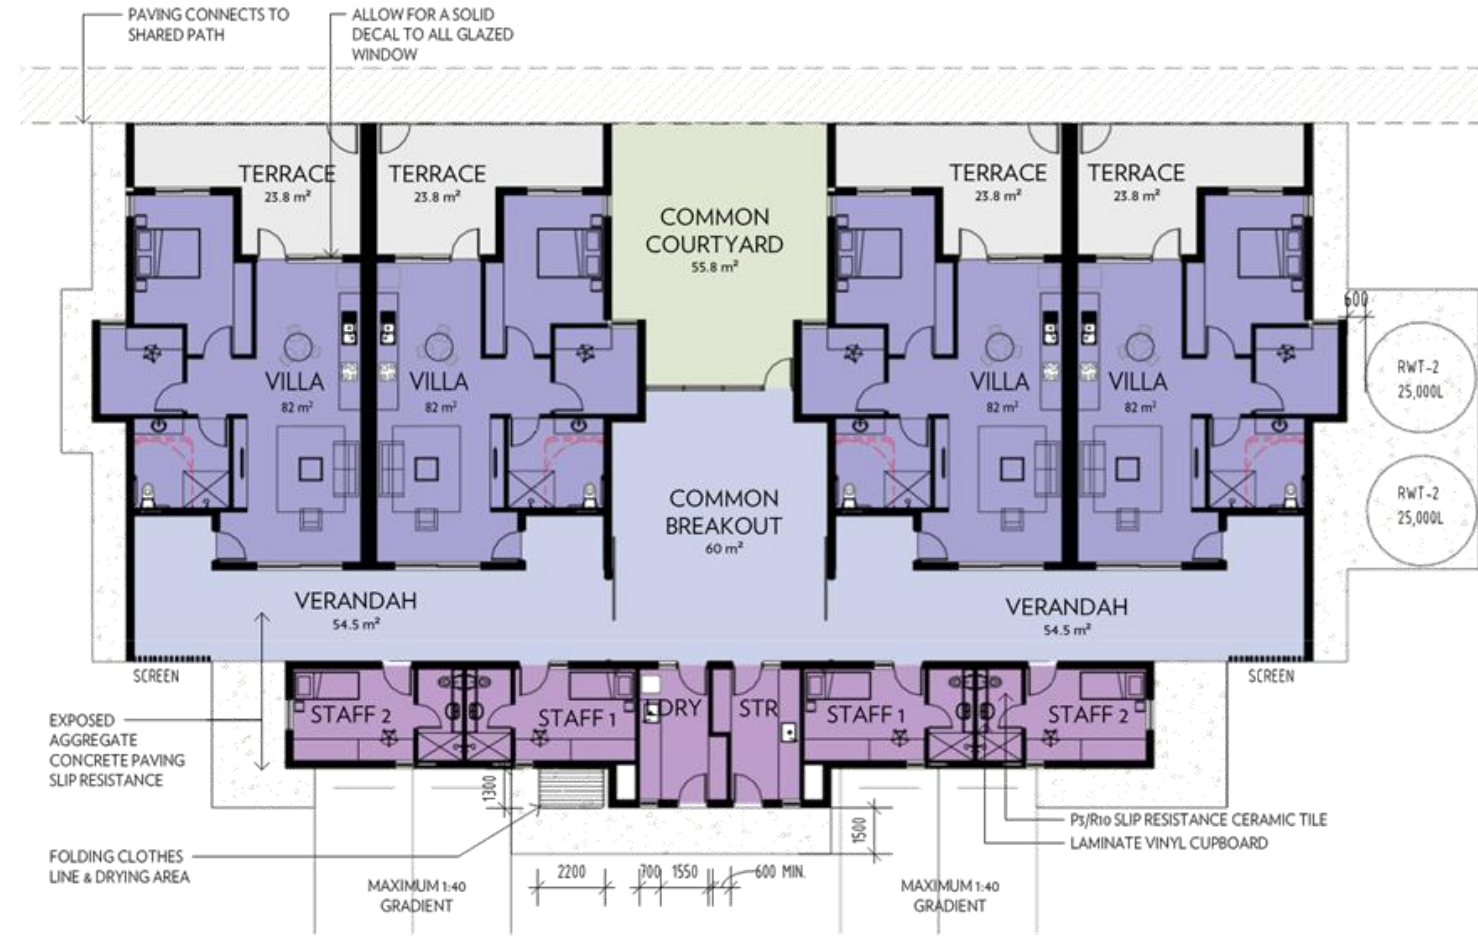 PAVING CONNECTS TO
SHARED PATH
ALLOW FOR A SOLID
DECAL TO ALL GLAZED
WINDOW
TERRACE
23.8 m²
TERRACE
23.8 m²
COMMON
COURTYARD
55.8 m²
TERRACE
23.8 m²
TERRACE
23.8 m²
600
RWT-2
25,000L
VILLA
82 m²
VILLA
82 m²
VILLA
82 m²
VILLA
82 m²
COMMON
BREAKOUT
60 m²
RWT-2
25,000L
VERANDAH
54.5 m²
VERANDAH
54.5 m²
SCREEN
SCREEN
STAFF 2
STAFF 1
LDRY
STR
STAFF 1
STAFF 2
EXPOSED
AGGREGATE
CONCRETE PAVING
SLIP RESISTANCE
1300
1500
P3/R10 SLIP RESISTANCE CERAMIC TILE
LAMINATE VINYL CUPBOARD
FOLDING CLOTHES
LINE & DRYING AREA
2200
700
1550
600 MIN.
MAXIMUM 1:40
GRADIENT
MAXIMUM 1:40
GRADIENT